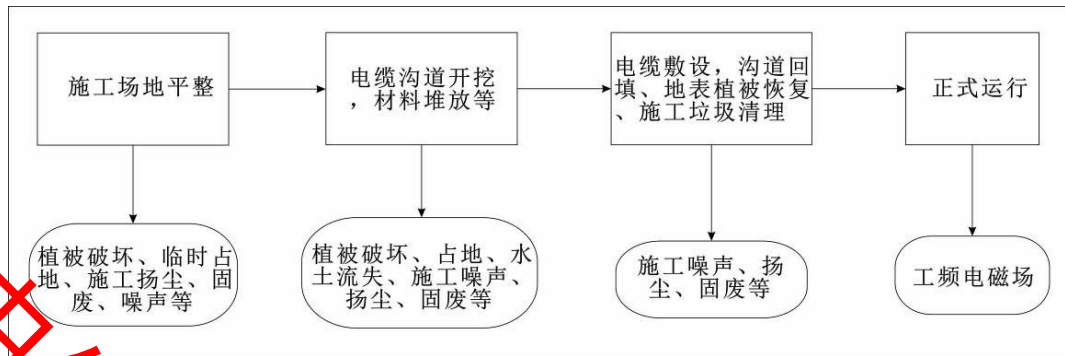 施工场地平整
电缆沟道开挖
，材料堆放等
电缆敷设，沟道回
填、地表植被恢复
、施工垃圾清理
正式运行
植被破坏、临时占
地、施工扬尘、固
废、噪声等
植被破坏、占地、水
土流失、施工噪声、
扬尘、固废等
施工噪声、扬
尘、固废等
工频电磁场